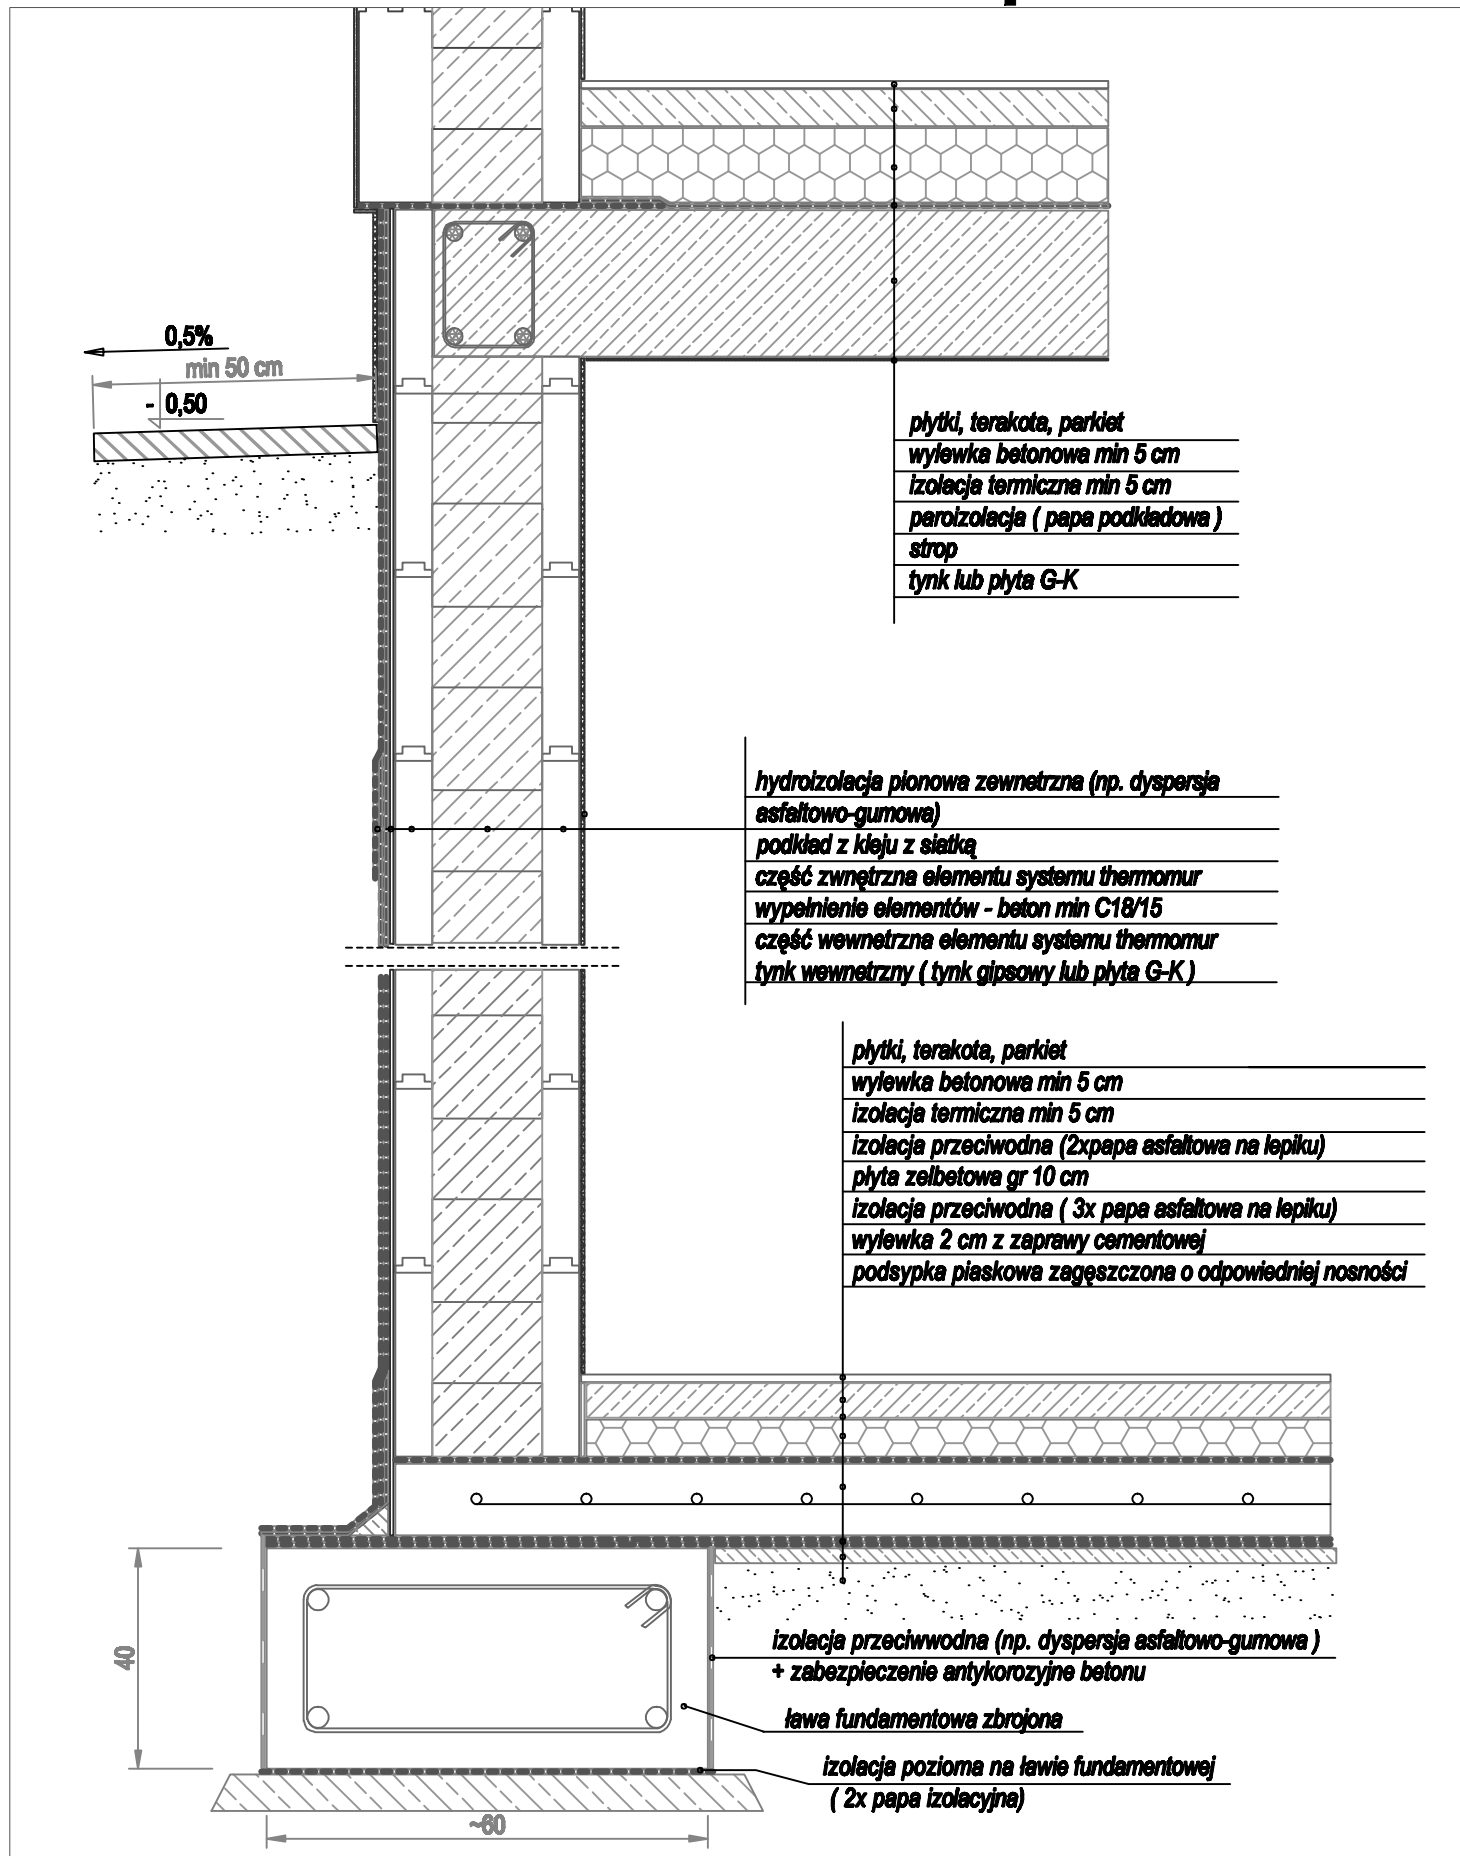 0,5%
min 50 cm
- 0,50
płytki, terakota, parkiet
wylewka betonowa min 5 cm
izolacja termiczna min 5 cm
paroizolacja ( papa podkładowa )
strop
tynk lub płyta G-K
hydroizolacja pionowa zewnetrzna (np. dyspersja
asfaltowo-gumowa)
podkład z kleju z siatką
część zwnętrzna elementu systemu thermomur
wypełnienie elementów - beton min C18/15
część wewnetrzna elementu systemu thermomur
tynk wewnetrzny ( tynk gipsowy lub płyta G-K )
płytki, terakota, parkiet
wylewka betonowa min 5 cm
izolacja termiczna min 5 cm
izolacja przeciwodna (2xpapa asfaltowa na lepiku)
płyta zelbetowa gr 10 cm
izolacja przeciwodna ( 3x papa asfaltowa na lepiku)
wylewka 2 cm z zaprawy cementowej
podsypka piaskowa zagęszczona o odpowiedniej nosności
izolacja przeciwwodna (np. dyspersja asfaltowo-gumowa )
+ zabezpieczenie antykorozyjne betonu
ława fundamentowa zbrojona
izolacja pozioma na ławie fundamentowej
( 2x papa izolacyjna)
40
~60